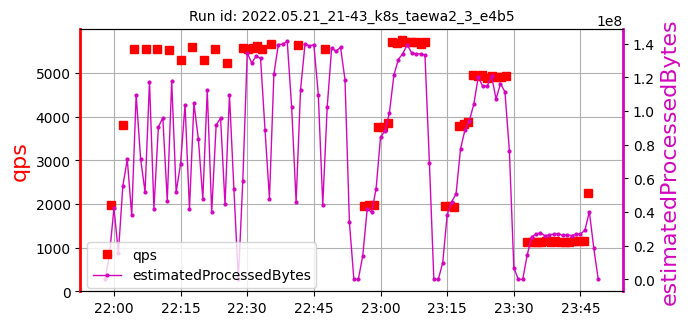 Run id: 2022.05.21_21-43_k8s_taewa2_3_e4b5
1e8
qps
5000
4000
3000
2000
1000
0
1.4
1.2
1.0
0.8
0.6
0.4
0.2
0.0
estimatedProcessedBytes
qps
estimatedProcessedBytes
22:00 22:15 22:30 22:45 23:00 23:15 23:30 23:45